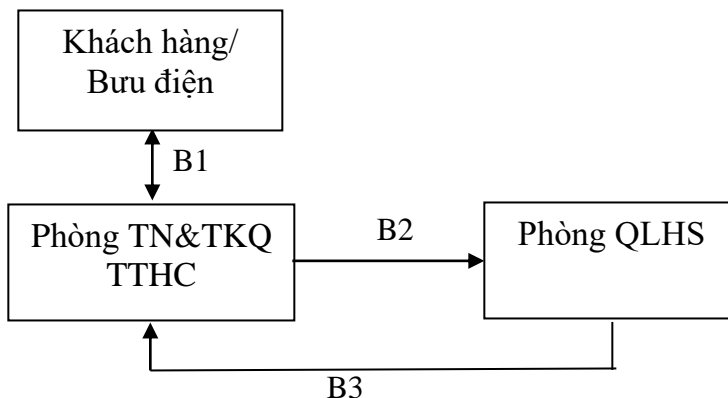 Khách hàng/
Bưu điện
B1
Phòng TN&TKQ
TTHC
B2
Phòng QLHS
B3